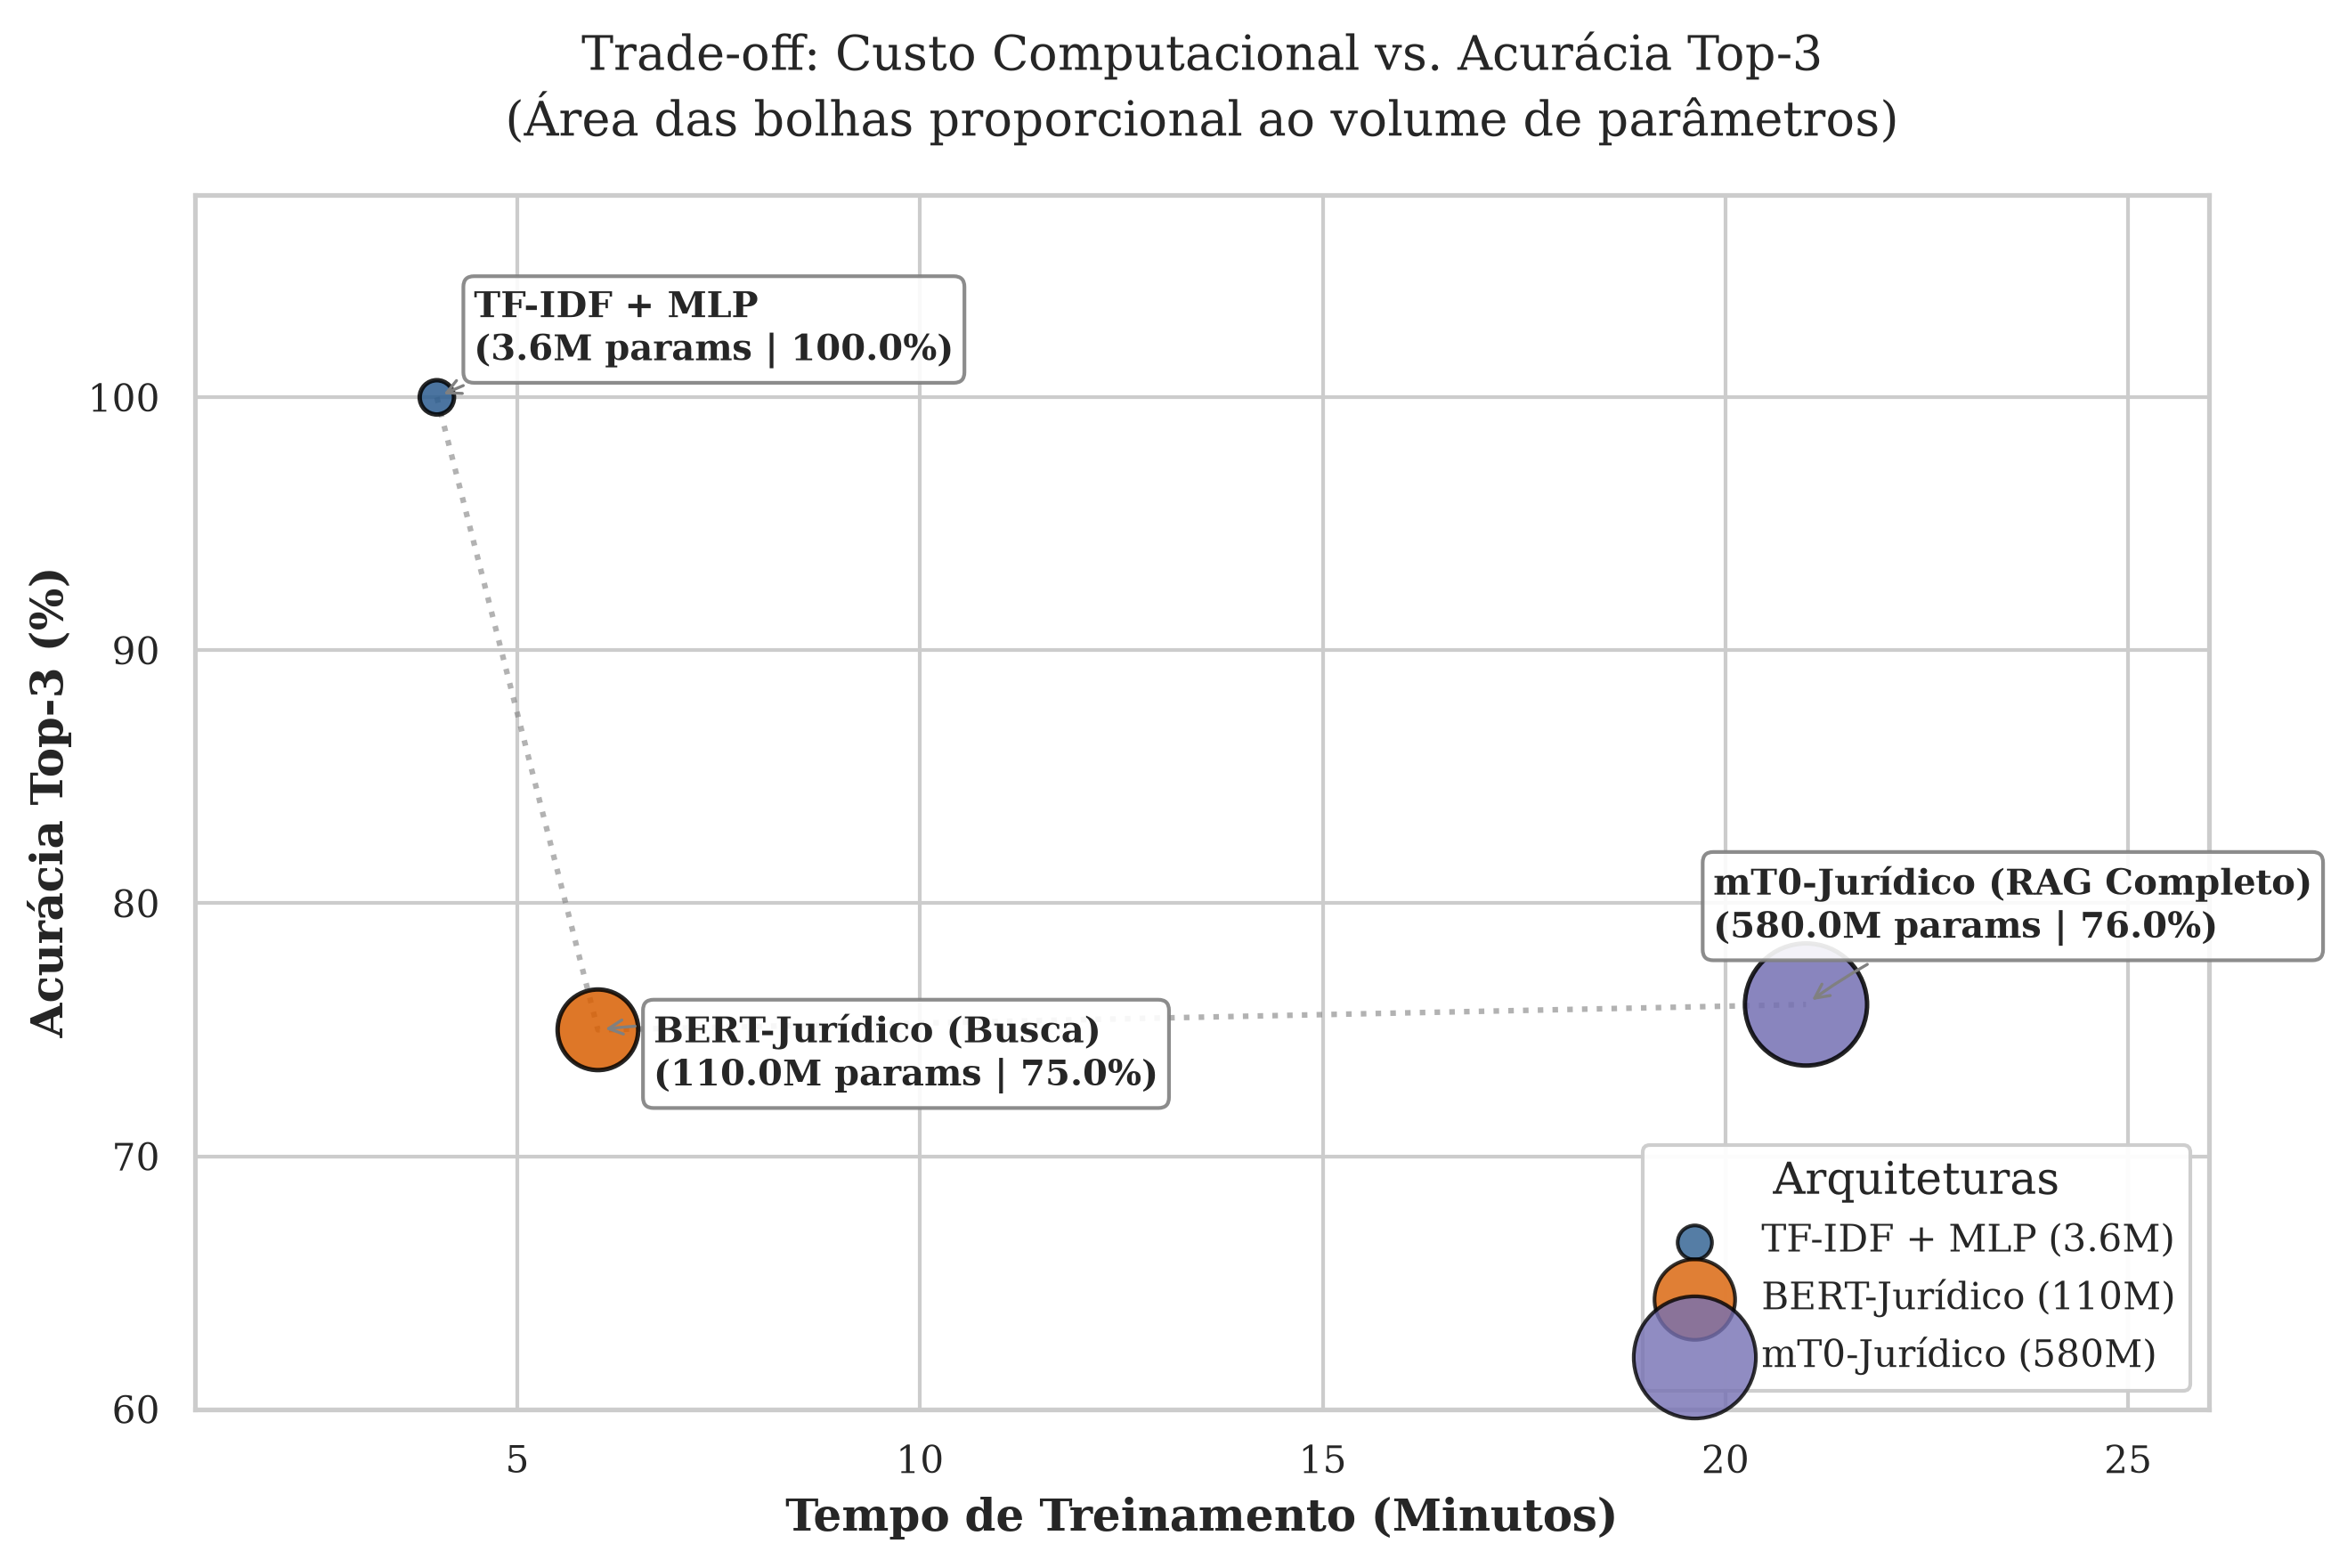 Trade-off: Custo Computacional vs. Acurácia Top-3
(Área das bolhas proporcional ao volume de parâmetros)
Acurácia Top-3 (%)
100
90
80
70
60
TF-IDF + MLP
(3.6M params | 100.0%)
mT0-Jurídico (RAG Completo)
(580.0M params | 76.0%)
BERT-Jurídico (Busca)
(110.0M params | 75.0%)
Arquiteturas
TF-IDF + MLP (3.6M)
BERT-Jurídico (110M)
mT0-Jurídico (580M)
5
10
15
20
25
Tempo de Treinamento (Minutos)